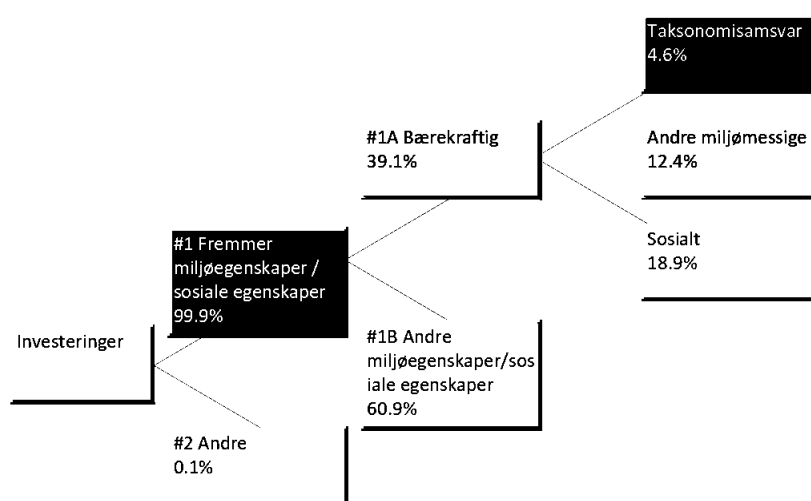 Taksonomisamsvar
4.6%
#1A Bærekraftig
39.1%
Andre miljømessige
12.4%
#1 Fremmer
miljøegenskaper /
sosiale egenskaper
99.9%
Sosialt
18.9%
Investeringer
#1B Andre
miljøegenskaper/sos
iale egenskaper
60.9%
#2 Andre
0.1%